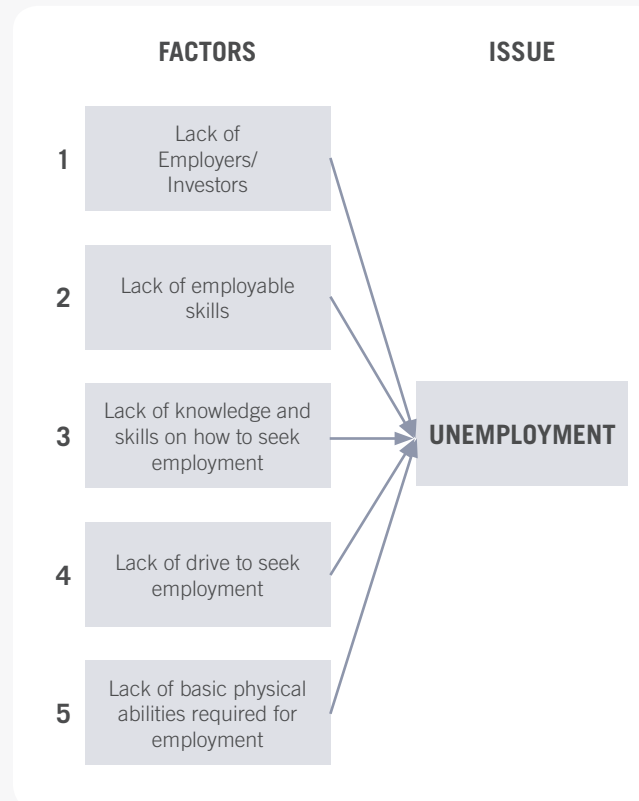 FACTORS
ISSUE
1
Lack of
Employers/
Investors
2
Lack of employable
skills
3
Lack of knowledge and
skills on how to seek
employment
UNEMPLOYMENT
4
Lack of drive to seek
employment
5
Lack of basic physical
abilities required for
employment